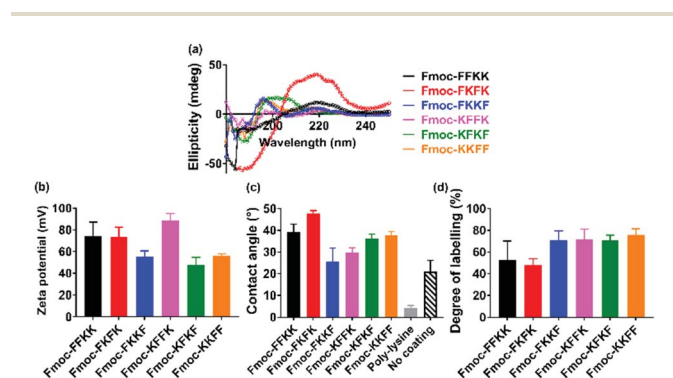 (a)
50
0
-50
Ellipticity (mdeg)
200
220
240
Wavelength (nm)
Fmoc-FFKK
Fmoc-FKFK
Fmoc-FKKF
Fmoc-KFFK
Fmoc-KFKF
Fmoc-KKFF
(b)
Zeta potential (mV)
100
80
60
40
20
0
Fmoc-FFKK
Fmoc-FKFK
Fmoc-FKKF
Fmoc-KFFK
Fmoc-KFKF
Fmoc-KKFF
(c)
Contact angle (°)
50
40
30
20
10
0
Fmoc-FFKK
Fmoc-FKFK
Fmoc-FKKF
Fmoc-KFFK
Fmoc-KFKF
Fmoc-KKFF
Poly-lysine
No coating
(d)
Degree of labelling (%)
100
80
60
40
20
0
Fmoc-FFKK
Fmoc-FKFK
Fmoc-FKKF
Fmoc-KFFK
Fmoc-KFKF
Fmoc-KKFF